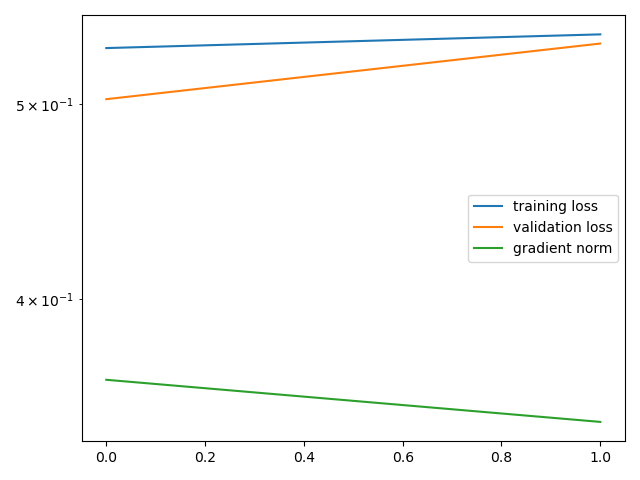 5 × 10⁻¹
4 × 10⁻¹
training loss
validation loss
gradient norm
0.0 0.2 0.4 0.6 0.8 1.0